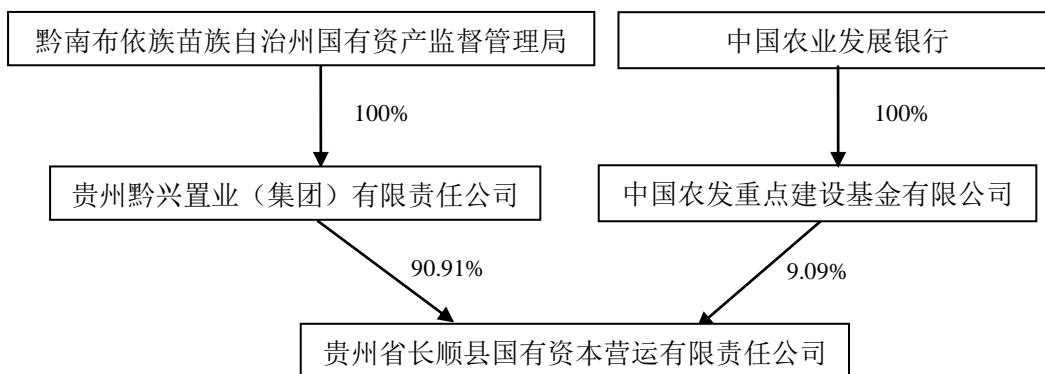 黔南布依族苗族自治州国有资产监督管理局
中国农业发展银行
100%
100%
贵州黔兴置业（集团）有限责任公司
中国农发重点建设基金有限公司
90.91%
9.09%
贵州省长顺县国有资本营运有限责任公司